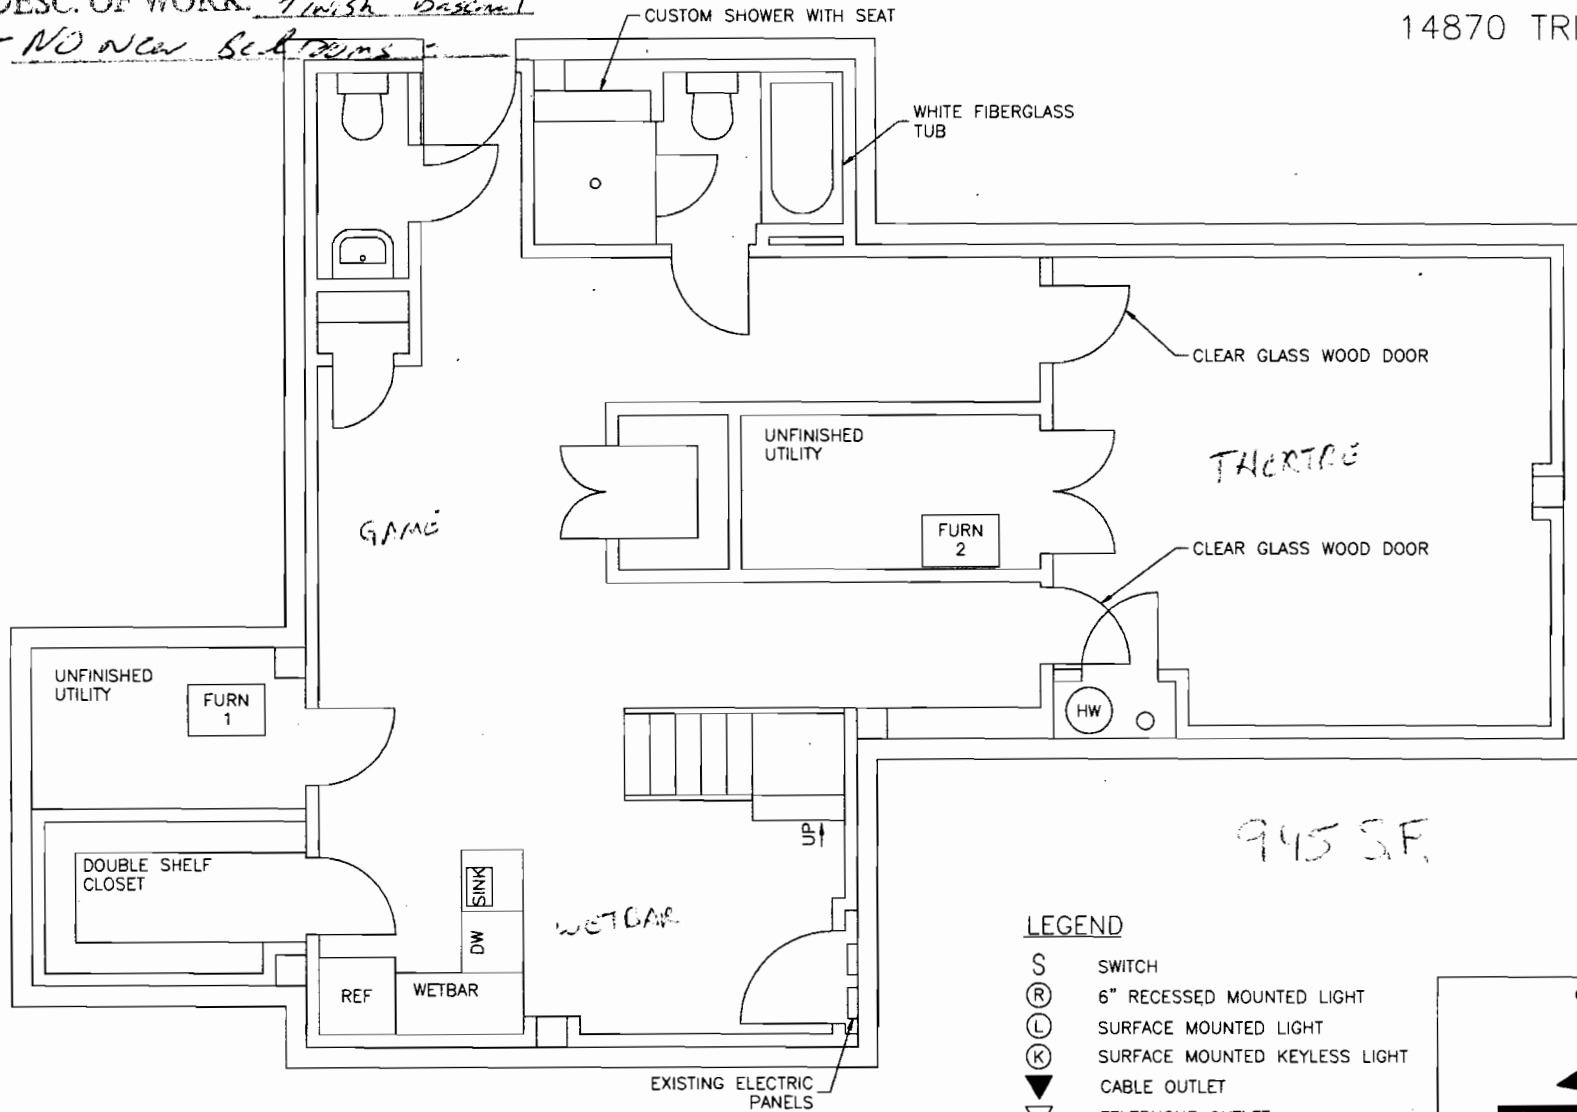 DESC. OF WORK: Finish Basement
- NO New Bedrooms -
14870 TRI
CUSTOM SHOWER WITH SEAT
WHITE FIBERGLASS
TUB
CLEAR GLASS WOOD DOOR
UNFINISHED
UTILITY
THEATRE
GAME
FURN
2
CLEAR GLASS WOOD DOOR
UNFINISHED
UTILITY
FURN
1
HW
UP
945 S.F.
DOUBLE SHELF
CLOSET
SINK
DW
WETBAR
REF
WETBAR
EXISTING ELECTRIC
PANELS
LEGEND
S SWITCH
R 6" RECESSED MOUNTED LIGHT
L SURFACE MOUNTED LIGHT
K SURFACE MOUNTED KEYLESS LIGHT
CABLE OUTLET
TELEPHONE OUTLET